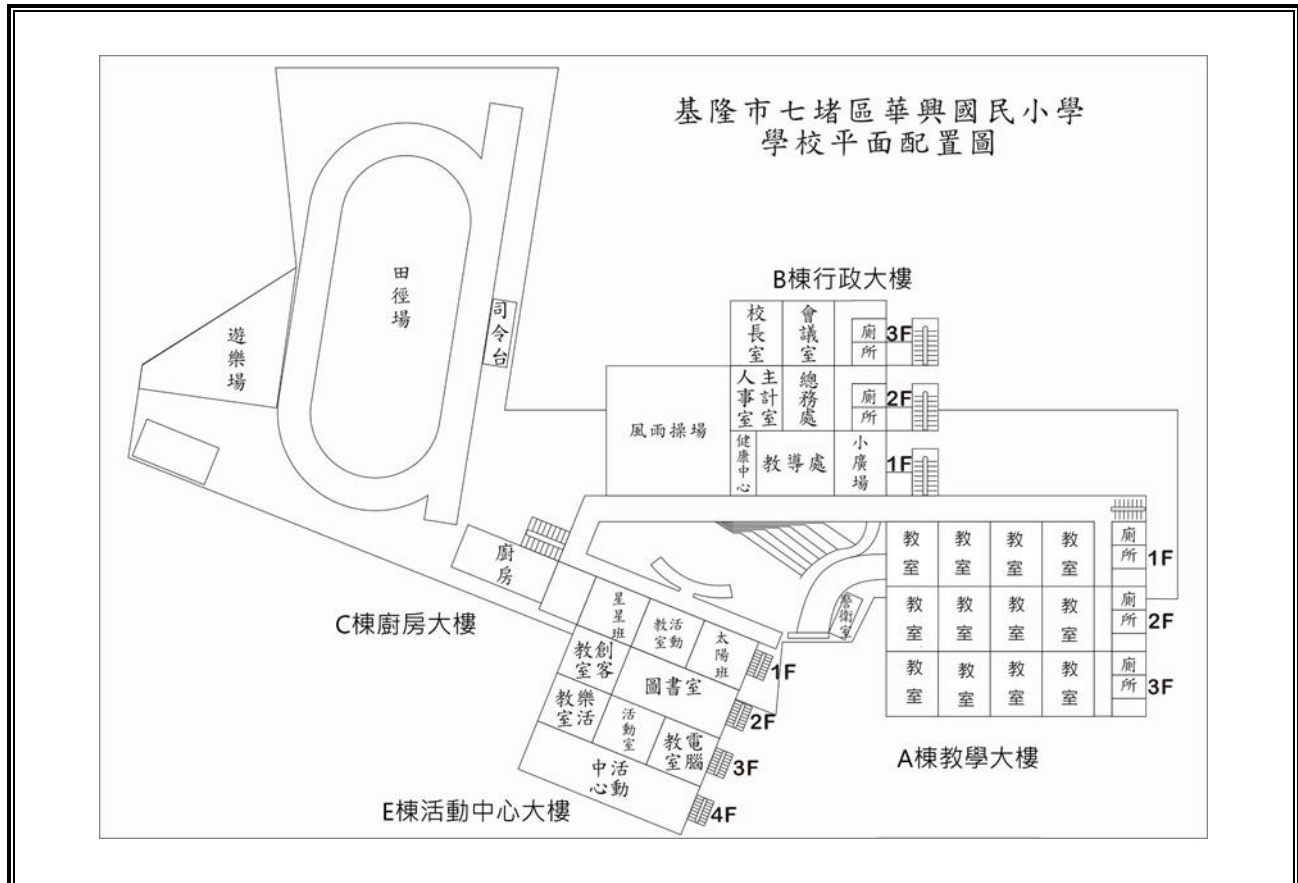 基隆市七堵區華興國民小學
學校平面配置圖
田徑場
司令台
遊樂場
B棟行政大樓
校長室
會議室
廁所
3F
人事室
主計室
總務處
廁所
2F
風雨操場
健康中心
教導處
小廣場
1F
教室
教室
教室
教室
廁所
1F
教室
教室
教室
教室
廁所
2F
教室
教室
教室
教室
廁所
3F
A棟教學大樓
警衛室
廚房
C棟廚房大樓
星星班
活動教室
太陽班
1F
創客教室
圖書室
2F
樂活教室
活動室
電腦教室
3F
活動中心
4F
E棟活動中心大樓